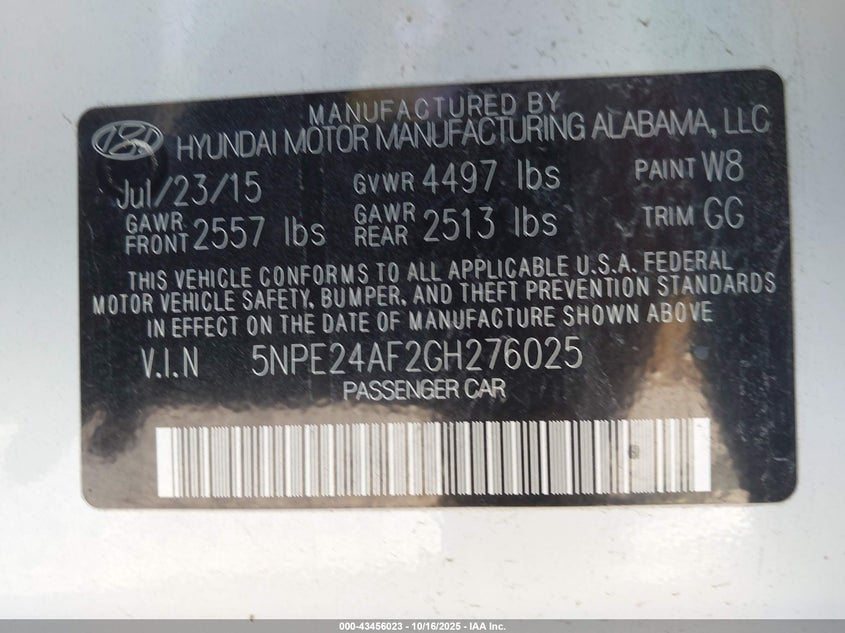 MANUFACTURED BY
HYUNDAI MOTOR MANUFACTURING ALABAMA, LLC
Jul/23/15 GVWR 4497 lbs PAINT W8
GAWR FRONT 2557 lbs GAWR REAR 2513 lbs TRIM GG
THIS VEHICLE CONFORMS TO ALL APPLICABLE U.S.A. FEDERAL
MOTOR VEHICLE SAFETY, BUMPER, AND THEFT PREVENTION STANDARDS
IN EFFECT ON THE DATE OF MANUFACTURE SHOWN ABOVE
V.I.N 5NPE24AF2GH276025
PASSENGER CAR
000-43456023 - 10/16/2025 - IAA Inc.